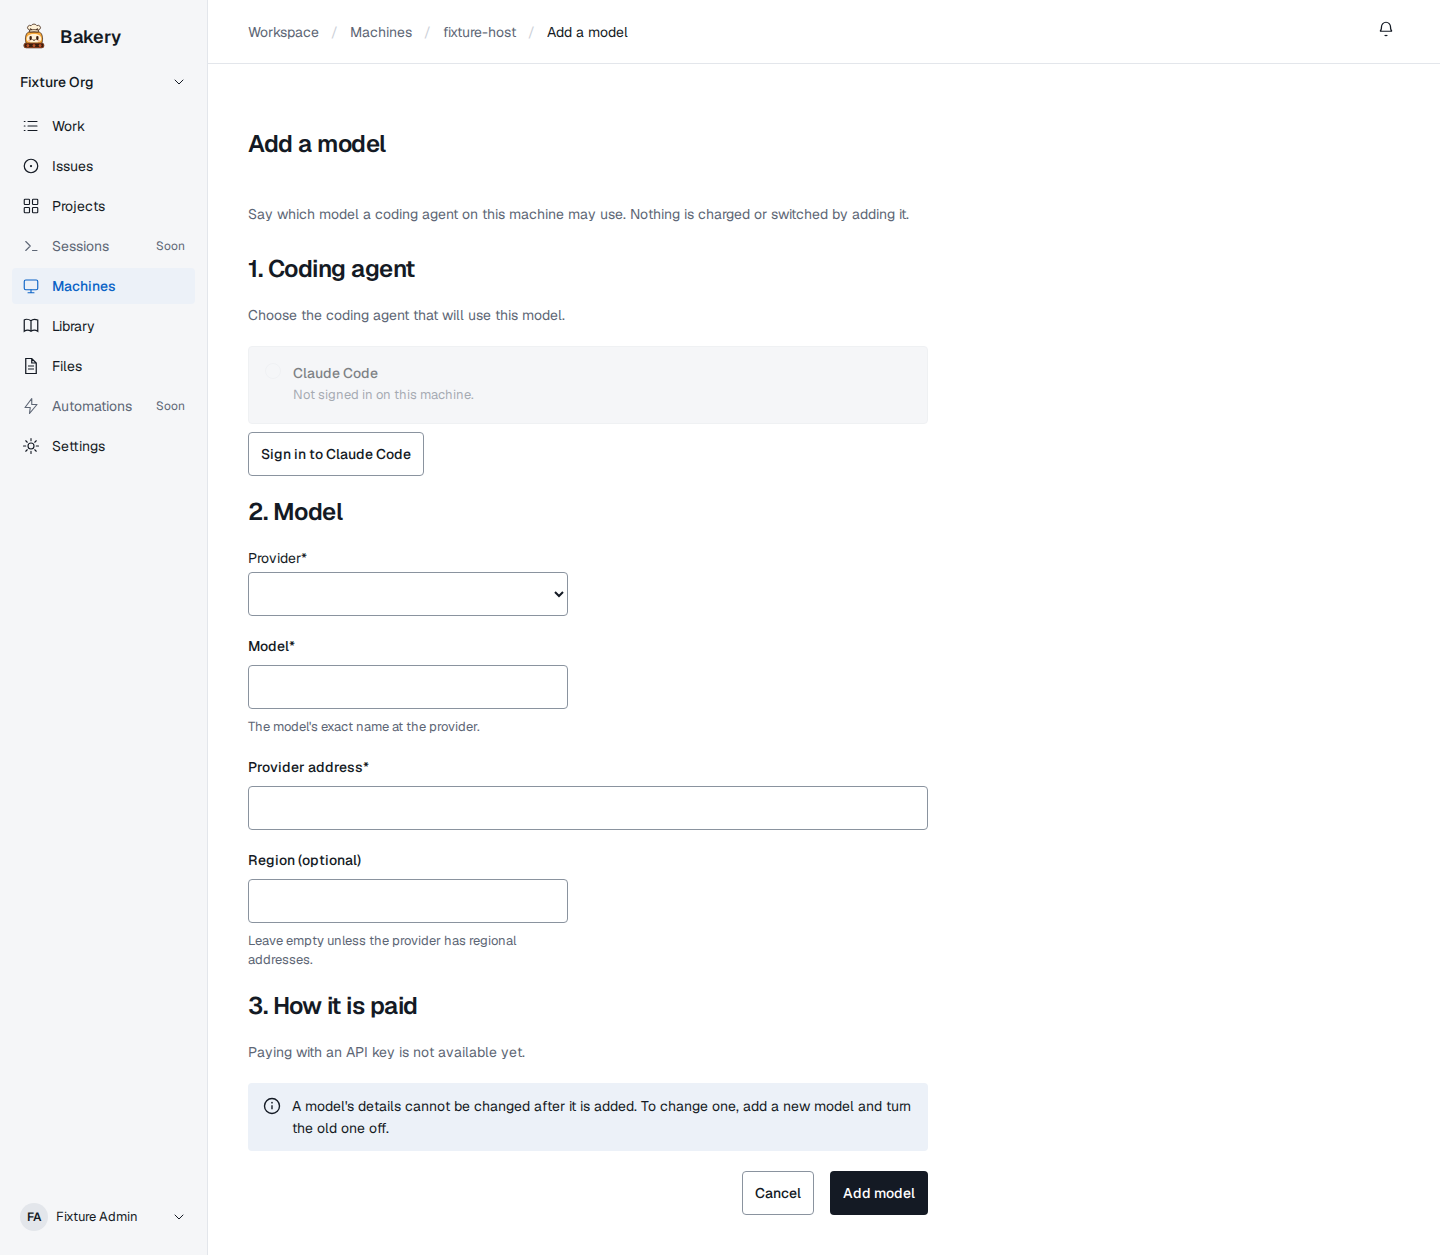 Bakery
Fixture Org
Work
Issues
Projects
Sessions Soon
Machines
Library
Files
Automations Soon
Settings
FA Fixture Admin
Workspace / Machines / fixture-host / Add a model
Add a model
Say which model a coding agent on this machine may use. Nothing is charged or switched by adding it.
1. Coding agent
Choose the coding agent that will use this model.
Claude Code
Not signed in on this machine.
Sign in to Claude Code
2. Model
Provider*
Model*
The model's exact name at the provider.
Provider address*
Region (optional)
Leave empty unless the provider has regional
addresses.
3. How it is paid
Paying with an API key is not available yet.
A model's details cannot be changed after it is added. To change one, add a new model and turn
the old one off.
Cancel
Add model